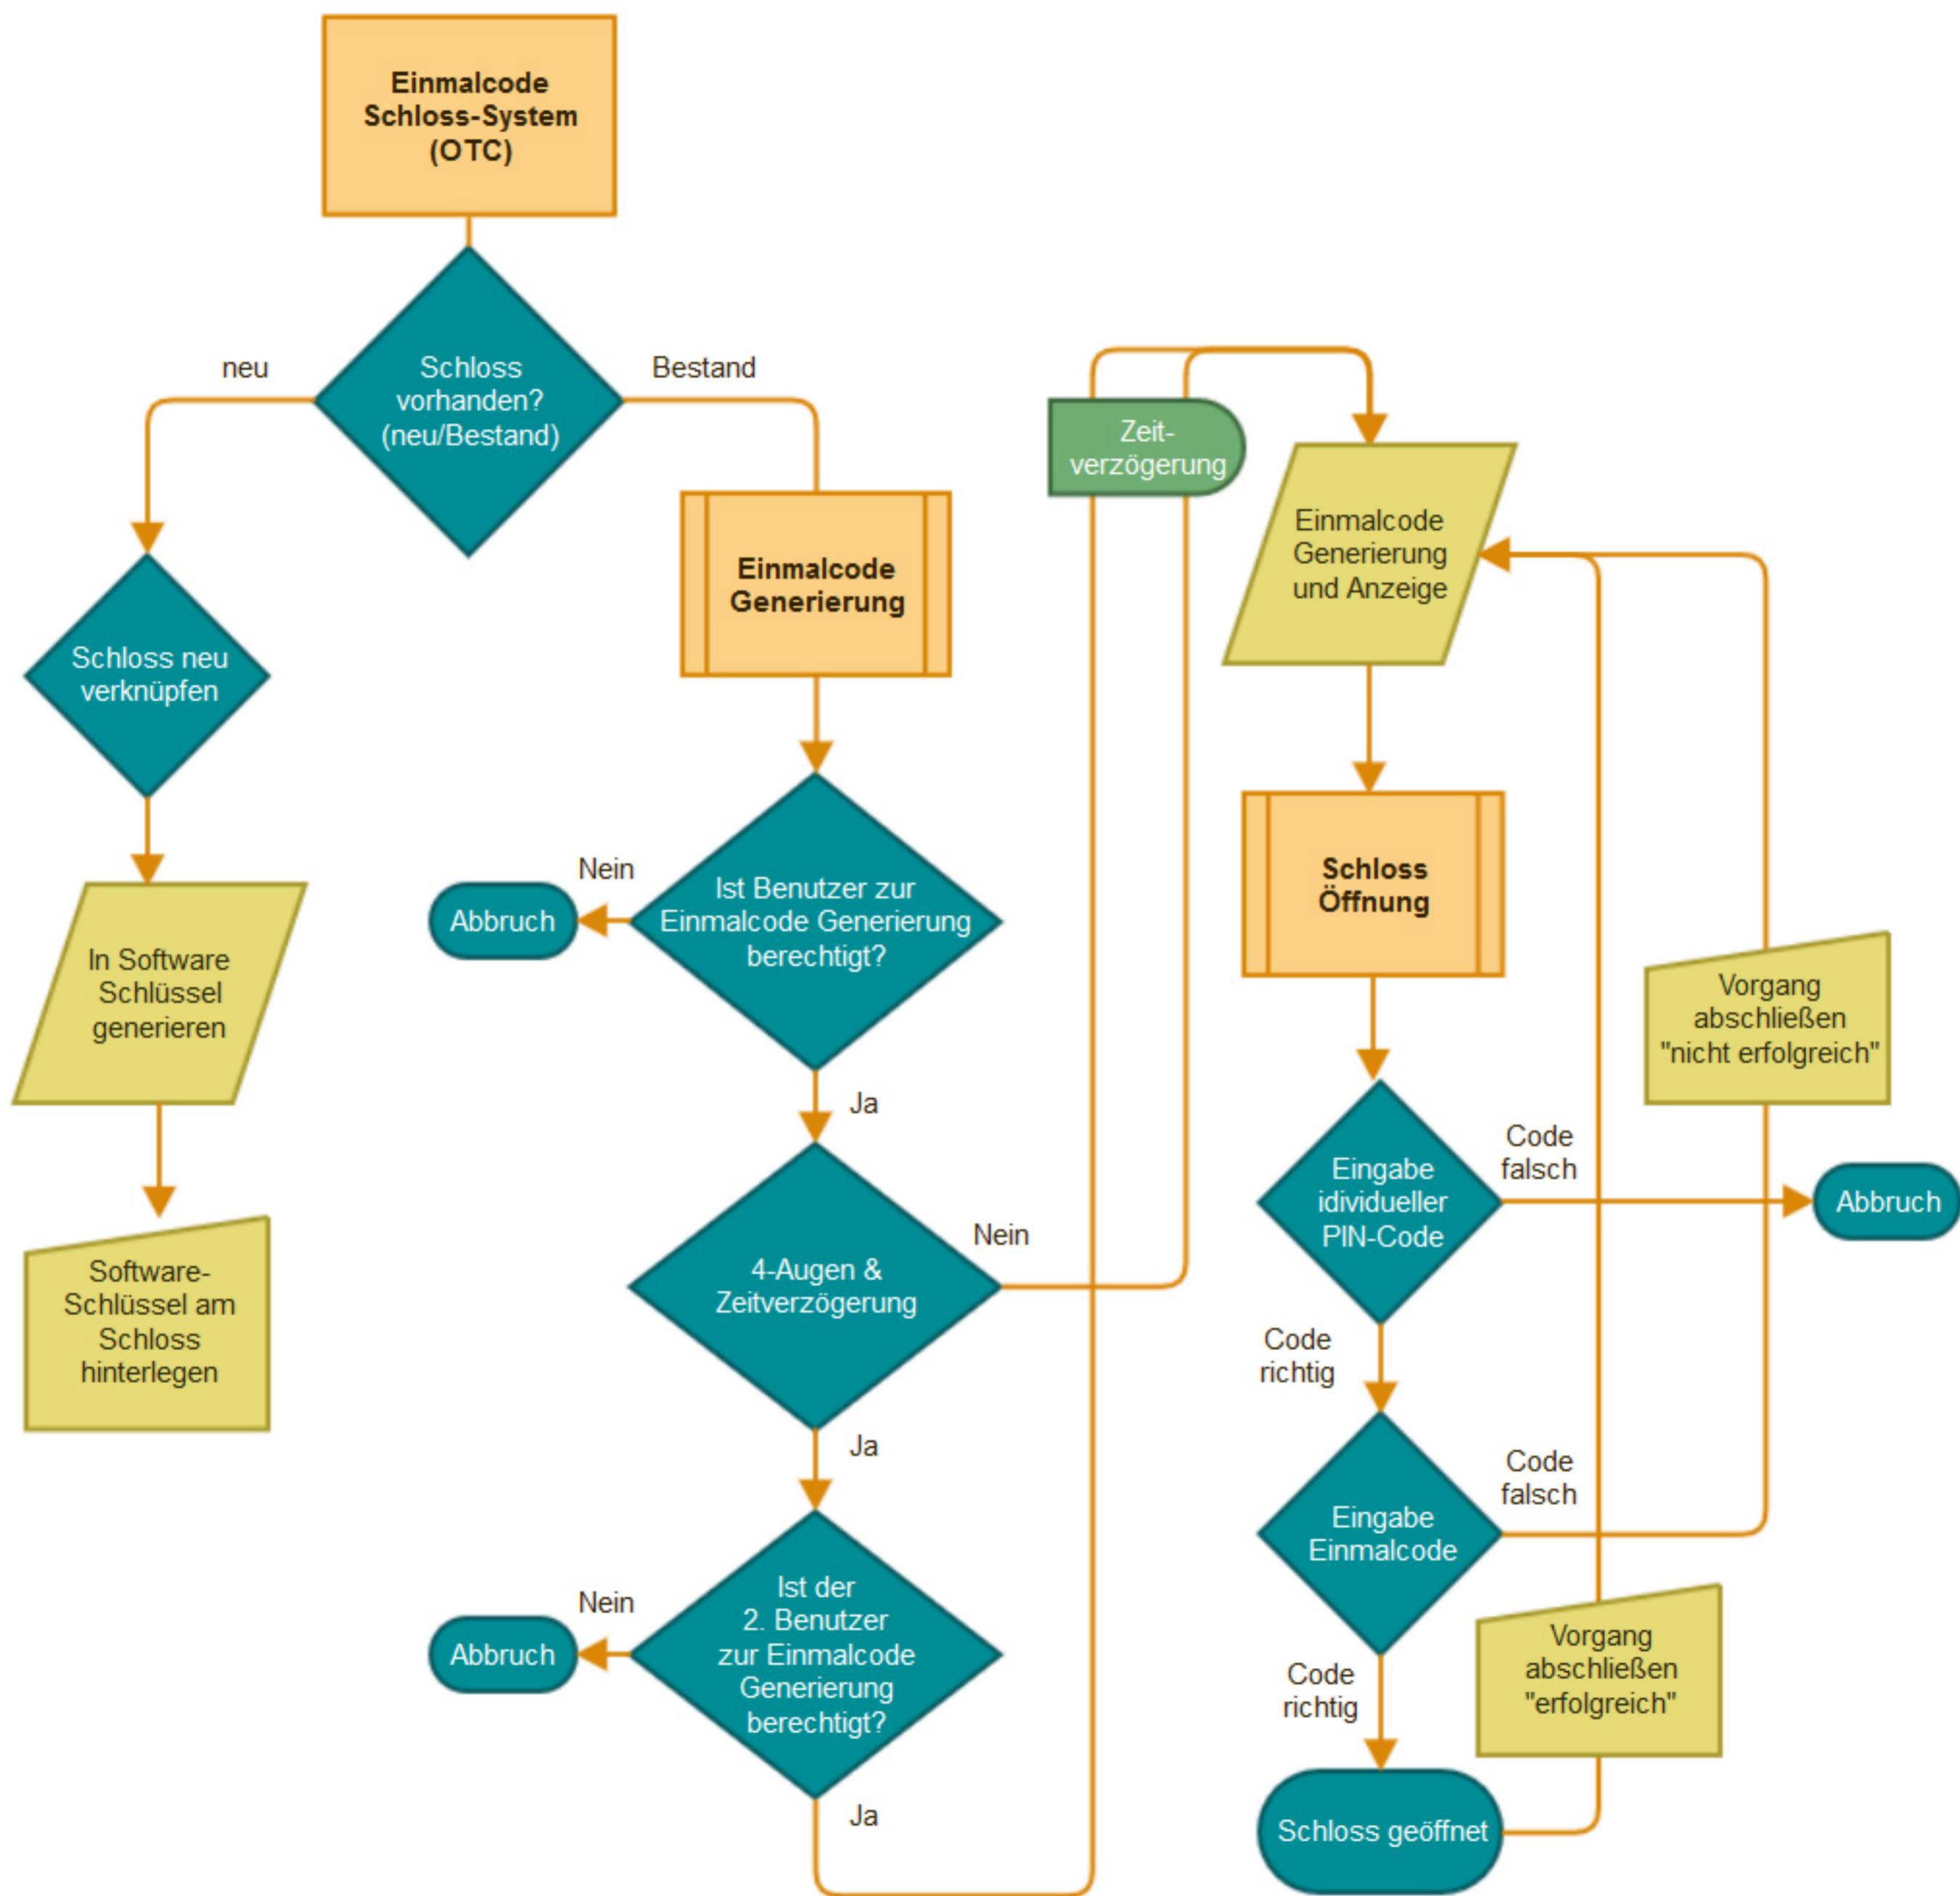 Einmalcode
Schloss-System
(OTC)
neu
Schloss
vorhanden?
(neu/Bestand)
Bestand
Schloss neu
verknüpfen
In Software
Schlüssel
generieren
Software-
Schlüssel am
Schloss
hinterlegen
Einmalcode
Generierung
Nein
Abbruch
Ist Benutzer zur
Einmalcode Generierung
berechtigt?
Ja
4-Augen &
Zeitverzögerung
Nein
Ja
Nein
Abbruch
Ist der
2. Benutzer
zur Einmalcode
Generierung
berechtigt?
Ja
Zeit-
verzögerung
Einmalcode
Generierung
und Anzeige
Schloss
Öffnung
Vorgang
abschließen
"nicht erfolgreich"
Eingabe
idividueller
PIN-Code
Code
falsch
Abbruch
Code
richtig
Eingabe
Einmalcode
Code
falsch
Code
richtig
Vorgang
abschließen
"erfolgreich"
Schloss geöffnet